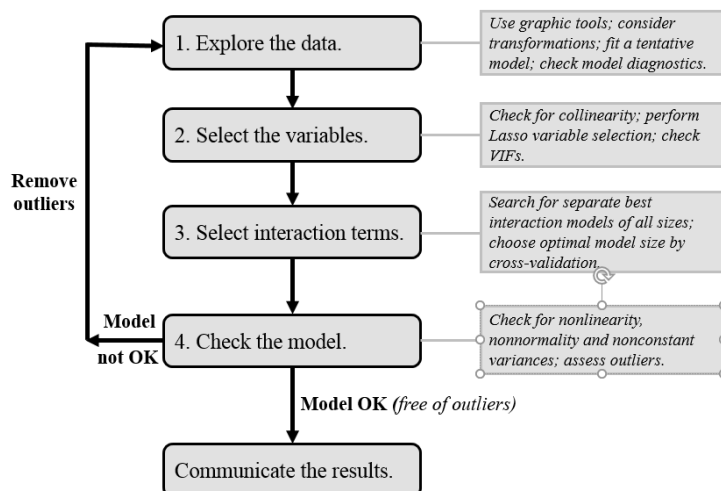 1. Explore the data.
Use graphic tools; consider
transformations; fit a tentative
model; check model diagnostics.
2. Select the variables.
Check for collinearity; perform
Lasso variable selection; check
VIFs.
Remove
outliers
3. Select interaction terms.
Search for separate best
interaction models of all sizes;
choose optimal model size by
cross-validation.
Model
not OK
4. Check the model.
Check for nonlinearity,
nonnormality and nonconstant
variances; assess outliers.
Model OK (free of outliers)
Communicate the results.